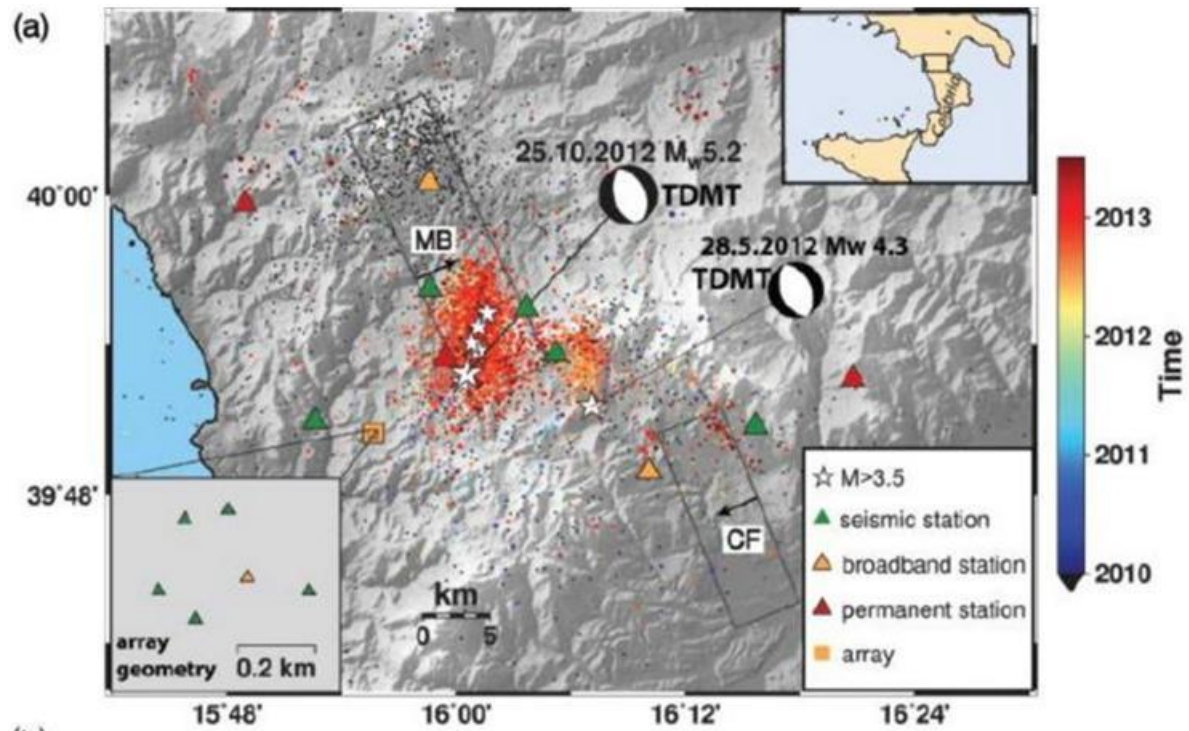 (a)
25.10.2012 Mw5.2
TDMT
28.5.2012 Mw 4.3
TDMT
MB
CF
40°00'
39°48'
15°48'
16°00'
16°12'
16°24'
km
0 5
array
geometry
0.2 km
M>3.5
seismic station
broadband station
permanent station
array
2013
2012
2011
2010
Time